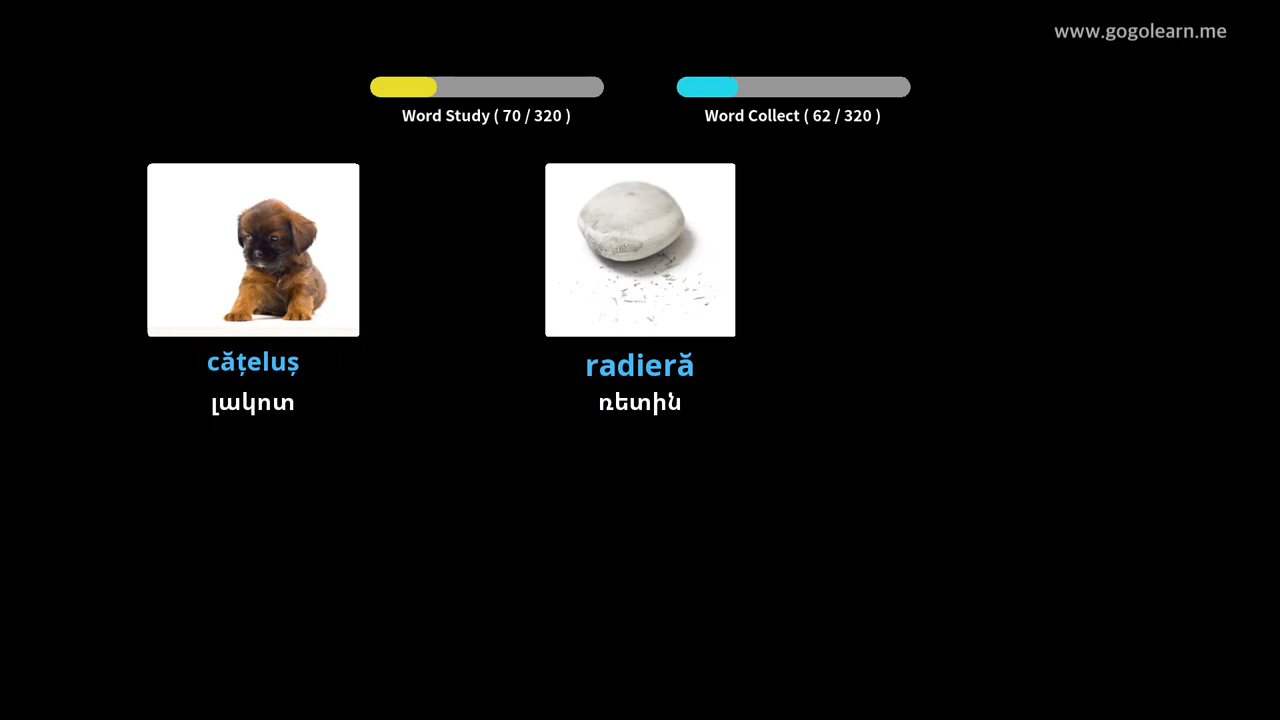 www.gogolearn.me
Word Study ( 70 / 320 )
Word Collect ( 62 / 320 )
cățeluș
լակոտ
radieră
ռետին